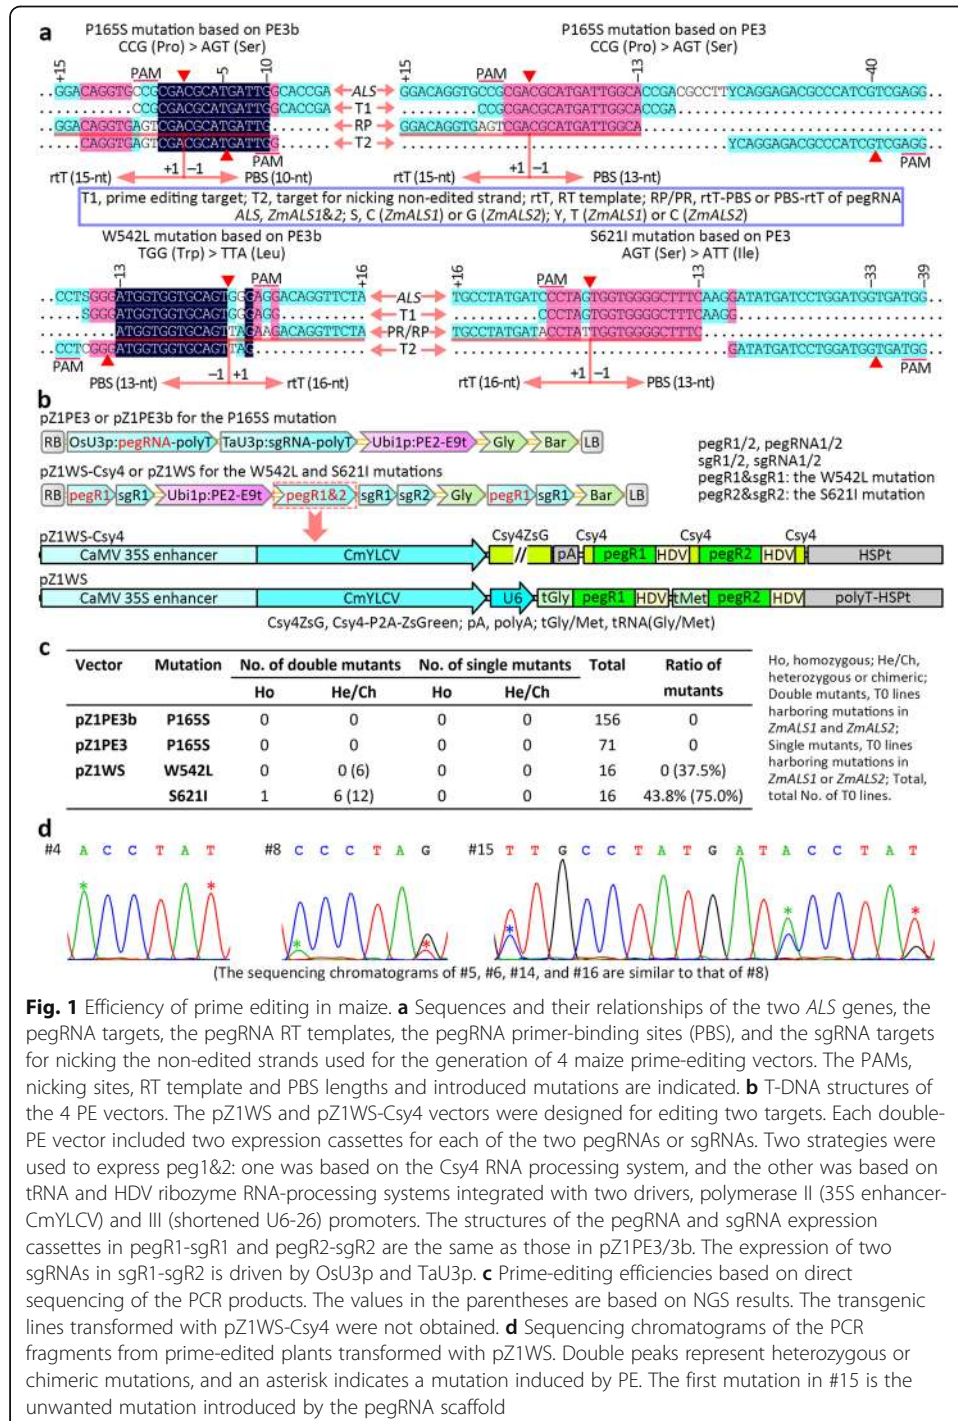 a
P165S mutation based on PE3b
CCG (Pro) > AGT (Ser)
P165S mutation based on PE3
CCG (Pro) > AGT (Ser)
+15 PAM -5 -10 +15 PAM -13 -40
..GGACAGGTGCCGCGACGCATGATTGGCACCGA.. ALS GGACAGGTGCCGCGACGCATGATTGGCACCGACGCCTTYCAGGAGACGCCCATCGTCGAGG..
CCGCGACGCATGATTGGCACCGA T1 CCGCGACGCATGATTGGCACCGA
GGACAGGTGAGTCGACGCATGATTG RP GGACAGGTGAGTCGACGCATGATTGGCA
CAGGTGAGTCGACGCATGATTGG T2 YCAGGAGACGCCCATCGTCGAGG
PAM PAM
+1 −1 +1 −1
rtT (15-nt) PBS (10-nt) rtT (15-nt) PBS (13-nt)
T1, prime editing target; T2, target for nicking non-edited strand; rtT, RT template; RP/PR, rtT-PBS or PBS-rtT of pegRNA
ALS, ZmALS1&2; S, C (ZmALS1) or G (ZmALS2); Y, T (ZmALS1) or C (ZmALS2)
W542L mutation based on PE3b
TGG (Trp) > TTA (Leu)
S621I mutation based on PE3
AGT (Ser) > ATT (Ile)
-13 PAM +16 +16 PAM -13 -33 -39
..CCTSGGGATGGTGGTGCAGTGGGAGGACAGGTTCTA.. ALS TGCCTATGATCCCTAGTGGTGGGGCTTTCAAGGATATGATCCTGGATGGTGATGG..
SGGGATGGTGGTGCAGTGGGAGG T1 CCCTAGTGGTGGGGCTTTCAAGG
ATGGTGGTGCAGTTAGAAGACAGGTTCTA PR/RP TGCCTATGATACCTATTGGTGGGGCTTTC
CCTCGGGATGGTGGTGCAGTTAG T2 GATATGATCCTGGATGGTGATGG
PAM PAM
−1 +1 +1 −1
PBS (13-nt) rtT (16-nt) rtT (16-nt) PBS (13-nt)
b
pZ1PE3 or pZ1PE3b for the P165S mutation
RB OsU3p:pegRNA-polyT TaU3p:sgRNA-polyT Ubi1p:PE2-E9t Gly Bar LB
pZ1WS-Csy4 or pZ1WS for the W542L and S621I mutations
RB pegR1 sgR1 Ubi1p:PE2-E9t pegR1&2 sgR1 sgR2 Gly pegR1 sgR1 Bar LB
pegR1/2, pegRNA1/2
sgR1/2, sgRNA1/2
pegR1&sgR1: the W542L mutation
pegR2&sgR2: the S621I mutation
pZ1WS-Csy4 Csy4ZsG Csy4 Csy4 Csy4
CaMV 35S enhancer CmYLCV // pA pegR1 HDV pegR2 HDV HSPt
pZ1WS
CaMV 35S enhancer CmYLCV U6 tGly pegR1 HDV tMet pegR2 HDV polyT-HSPt
Csy4ZsG, Csy4-P2A-ZsGreen; pA, polyA; tGly/Met, tRNA(Gly/Met)
c
Vector Mutation No. of double mutants No. of single mutants Total Ratio of mutants
Ho He/Ch Ho He/Ch
pZ1PE3b P165S 0 0 0 0 156 0
pZ1PE3 P165S 0 0 0 0 71 0
pZ1WS W542L 0 0 (6) 0 0 16 0 (37.5%)
S621I 1 6 (12) 0 0 16 43.8% (75.0%)
Ho, homozygous; He/Ch,
heterozygous or chimeric;
Double mutants, T0 lines
harboring mutations in
ZmALS1 and ZmALS2;
Single mutants, T0 lines
harboring mutations in
ZmALS1 or ZmALS2; Total,
total No. of T0 lines.
d
#4 A C C T A T #8 C C C T A G #15 T T G C C T A T G A T A C C T A T
(The sequencing chromatograms of #5, #6, #14, and #16 are similar to that of #8)
Fig. 1 Efficiency of prime editing in maize. a Sequences and their relationships of the two ALS genes, the
pegRNA targets, the pegRNA RT templates, the pegRNA primer-binding sites (PBS), and the sgRNA targets
for nicking the non-edited strands used for the generation of 4 maize prime-editing vectors. The PAMs,
nicking sites, RT template and PBS lengths and introduced mutations are indicated. b T-DNA structures of
the 4 PE vectors. The pZ1WS and pZ1WS-Csy4 vectors were designed for editing two targets. Each double-
PE vector included two expression cassettes for each of the two pegRNAs or sgRNAs. Two strategies were
used to express peg1&2: one was based on the Csy4 RNA processing system, and the other was based on
tRNA and HDV ribozyme RNA-processing systems integrated with two drivers, polymerase II (35S enhancer-
CmYLCV) and III (shortened U6-26) promoters. The structures of the pegRNA and sgRNA expression
cassettes in pegR1-sgR1 and pegR2-sgR2 are the same as those in pZ1PE3/3b. The expression of two
sgRNAs in sgR1-sgR2 is driven by OsU3p and TaU3p. c Prime-editing efficiencies based on direct
sequencing of the PCR products. The values in the parentheses are based on NGS results. The transgenic
lines transformed with pZ1WS-Csy4 were not obtained. d Sequencing chromatograms of the PCR
fragments from prime-edited plants transformed with pZ1WS. Double peaks represent heterozygous or
chimeric mutations, and an asterisk indicates a mutation induced by PE. The first mutation in #15 is the
unwanted mutation introduced by the pegRNA scaffold